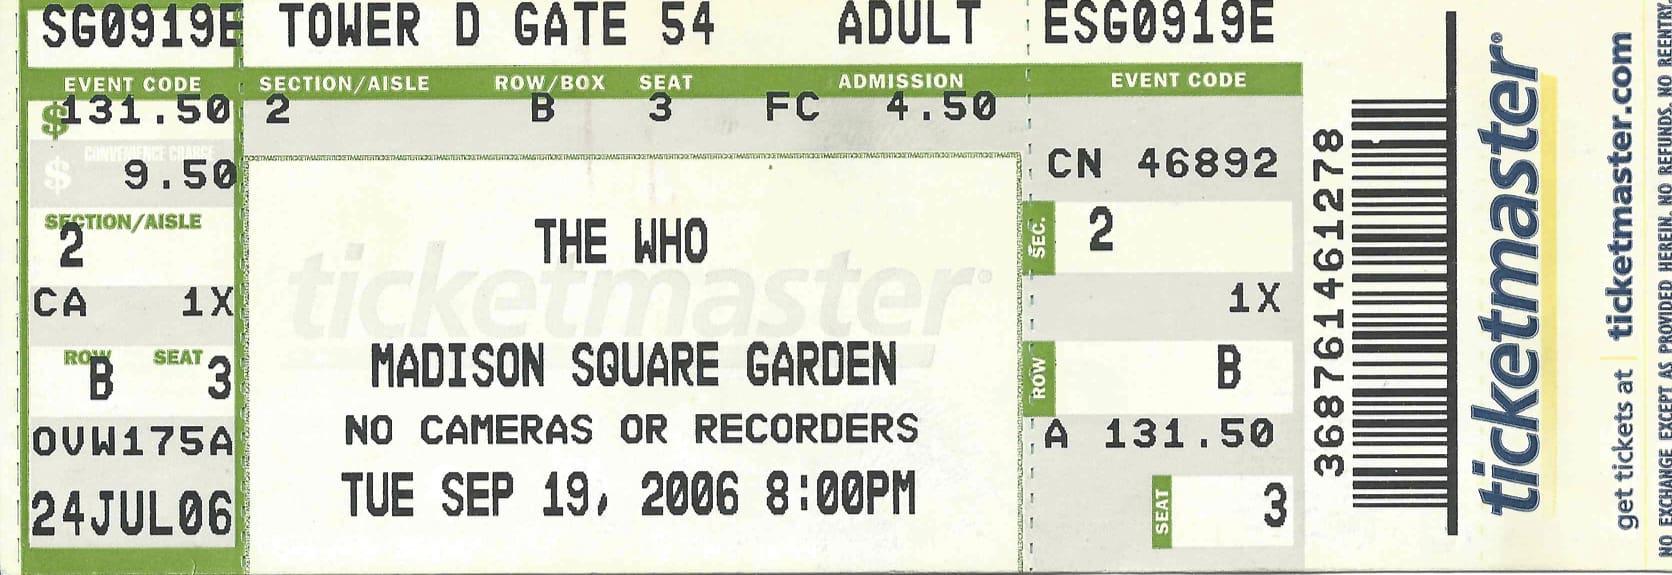 SG0919E TOWER D GATE 54 ADULT ESG0919E
EVENT CODE SECTION/AISLE ROW/BOX SEAT ADMISSION EVENT CODE
$ 131.50 2 B 3 FC 4.50
CONVENIENCE CHARGE
$ 9.50
SECTION/AISLE
2
CA 1X
ROW SEAT
B 3
OVW175A
24JUL06
ticketmaster®
THE WHO
MADISON SQUARE GARDEN
NO CAMERAS OR RECORDERS
TUE SEP 19, 2006 8:00PM
CN 46892
SEC. 2
1X
ROW B
A 131.50
SEAT 3
368761461278
ticketmaster®
get tickets at | ticketmaster.com
NO EXCHANGE EXCEPT AS PROVIDED HEREIN. NO REFUNDS, NO REENTRY